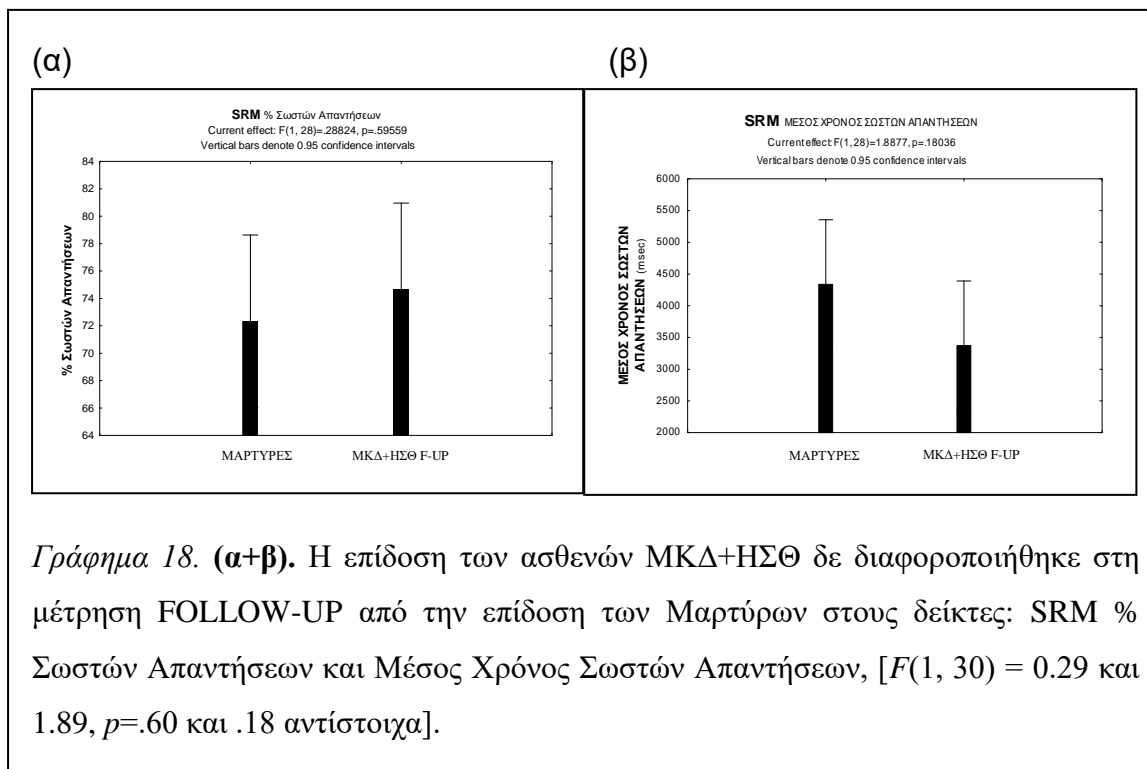 (α)
(β)
SRM % Σωστών Απαντήσεων
Current effect: F(1, 28)=.28824, p=.59559
Vertical bars denote 0.95 confidence intervals
84
82
80
78
76
74
72
70
68
66
64
% Σωστών Απαντήσεων
ΜΑΡΤΥΡΕΣ
ΜΚΔ+ΗΣΘ F-UP
SRM ΜΕΣΟΣ ΧΡΟΝΟΣ ΣΩΣΤΩΝ ΑΠΑΝΤΗΣΕΩΝ
Current effect: F(1, 28)=1.8877, p=.18036
Vertical bars denote 0.95 confidence intervals
6000
5500
5000
4500
4000
3500
3000
2500
2000
ΜΕΣΟΣ ΧΡΟΝΟΣ ΣΩΣΤΩΝ
ΑΠΑΝΤΗΣΕΩΝ (msec)
ΜΑΡΤΥΡΕΣ
ΜΚΔ+ΗΣΘ F-UP
Γράφημα 18. (α+β). Η επίδοση των ασθενών ΜΚΔ+ΗΣΘ δε διαφοροποιήθηκε στη
μέτρηση FOLLOW-UP από την επίδοση των Μαρτύρων στους δείκτες: SRM %
Σωστών Απαντήσεων και Μέσος Χρόνος Σωστών Απαντήσεων, [F(1, 30) = 0.29 και
1.89, p=.60 και .18 αντίστοιχα].